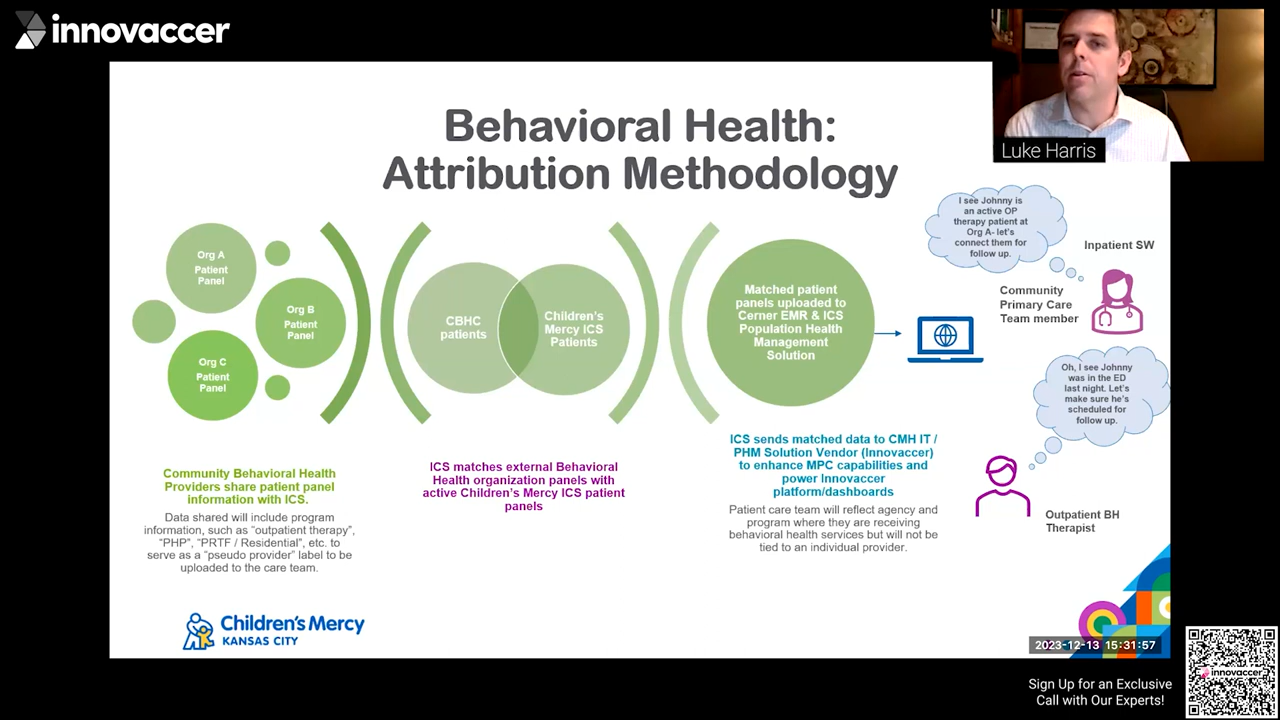 innovaccer
Luke Harris
Behavioral Health:
Attribution Methodology
Org A
Patient
Panel
Org B
Patient
Panel
Org C
Patient
Panel
CBHC
patients
Children's
Mercy ICS
Patients
Matched patient
panels uploaded to
Cerner EMR & ICS
Population Health
Management
Solution
I see Johnny is
an active OP
therapy patient at
Org A- let's
connect them for
follow up.
Inpatient SW
Community
Primary Care
Team member
Oh, I see Johnny
was in the ED
last night. Let's
make sure he's
scheduled for
follow up.
Outpatient BH
Therapist
Community Behavioral Health
Providers share patient panel
information with ICS.
Data shared will include program
information, such as “outpatient therapy”,
“PHP”, “PRTF / Residential”, etc. to
serve as a “pseudo provider” label to be
uploaded to the care team.
ICS matches external Behavioral
Health organization panels with
active Children's Mercy ICS patient
panels
ICS sends matched data to CMH IT /
PHM Solution Vendor (Innovaccer)
to enhance MPC capabilities and
power Innovaccer
platform/dashboards
Patient care team will reflect agency and
program where they are receiving
behavioral health services but will not be
tied to an individual provider.
Children's Mercy
KANSAS CITY
2023-12-13 15:31:57
Sign Up for an Exclusive
Call with Our Experts!
innovaccer